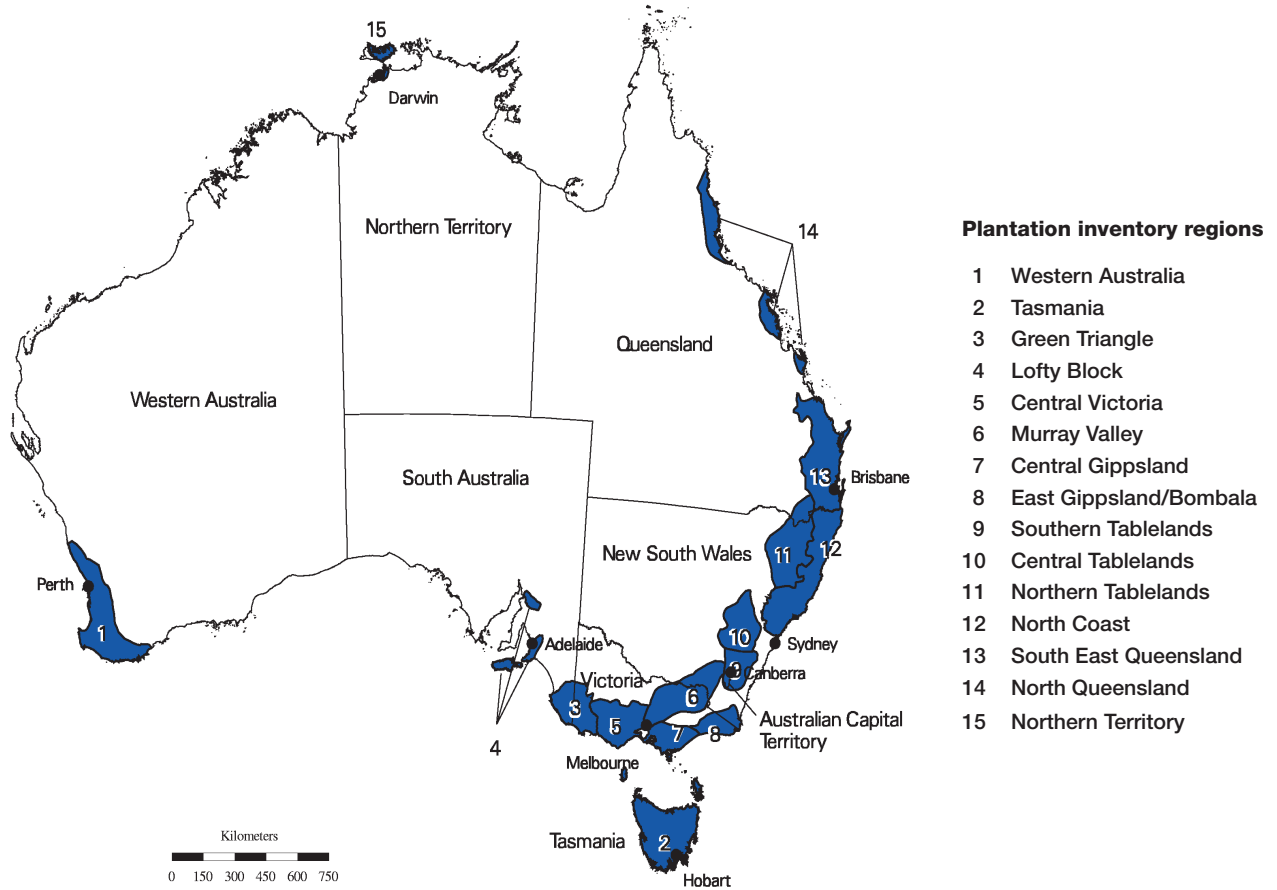 15
Darwin
Northern Territory
14
Queensland
Western Australia
South Australia
13
Brisbane
New South Wales
11
12
Perth
1
10
Sydney
Adelaide
9
Canberra
Victoria
6
3
5
7
8
Australian Capital
Territory
4
Melbourne
Tasmania
2
Hobart
Kilometers
0 150 300 450 600 750
Plantation inventory regions
1 Western Australia
2 Tasmania
3 Green Triangle
4 Lofty Block
5 Central Victoria
6 Murray Valley
7 Central Gippsland
8 East Gippsland/Bombala
9 Southern Tablelands
10 Central Tablelands
11 Northern Tablelands
12 North Coast
13 South East Queensland
14 North Queensland
15 Northern Territory